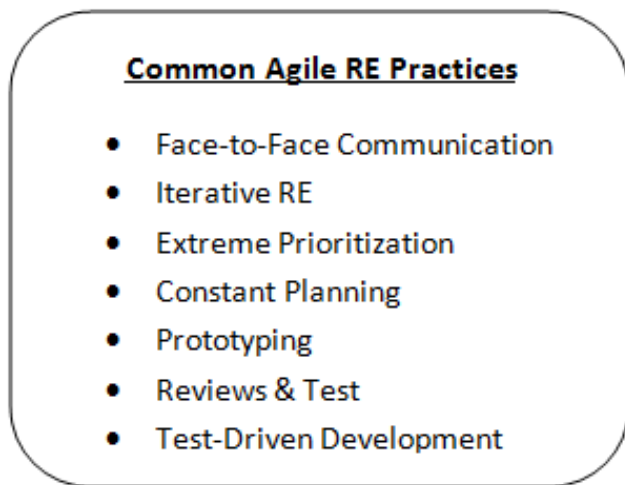 Common Agile RE Practices
• Face-to-Face Communication
• Iterative RE
• Extreme Prioritization
• Constant Planning
• Prototyping
• Reviews & Test
• Test-Driven Development